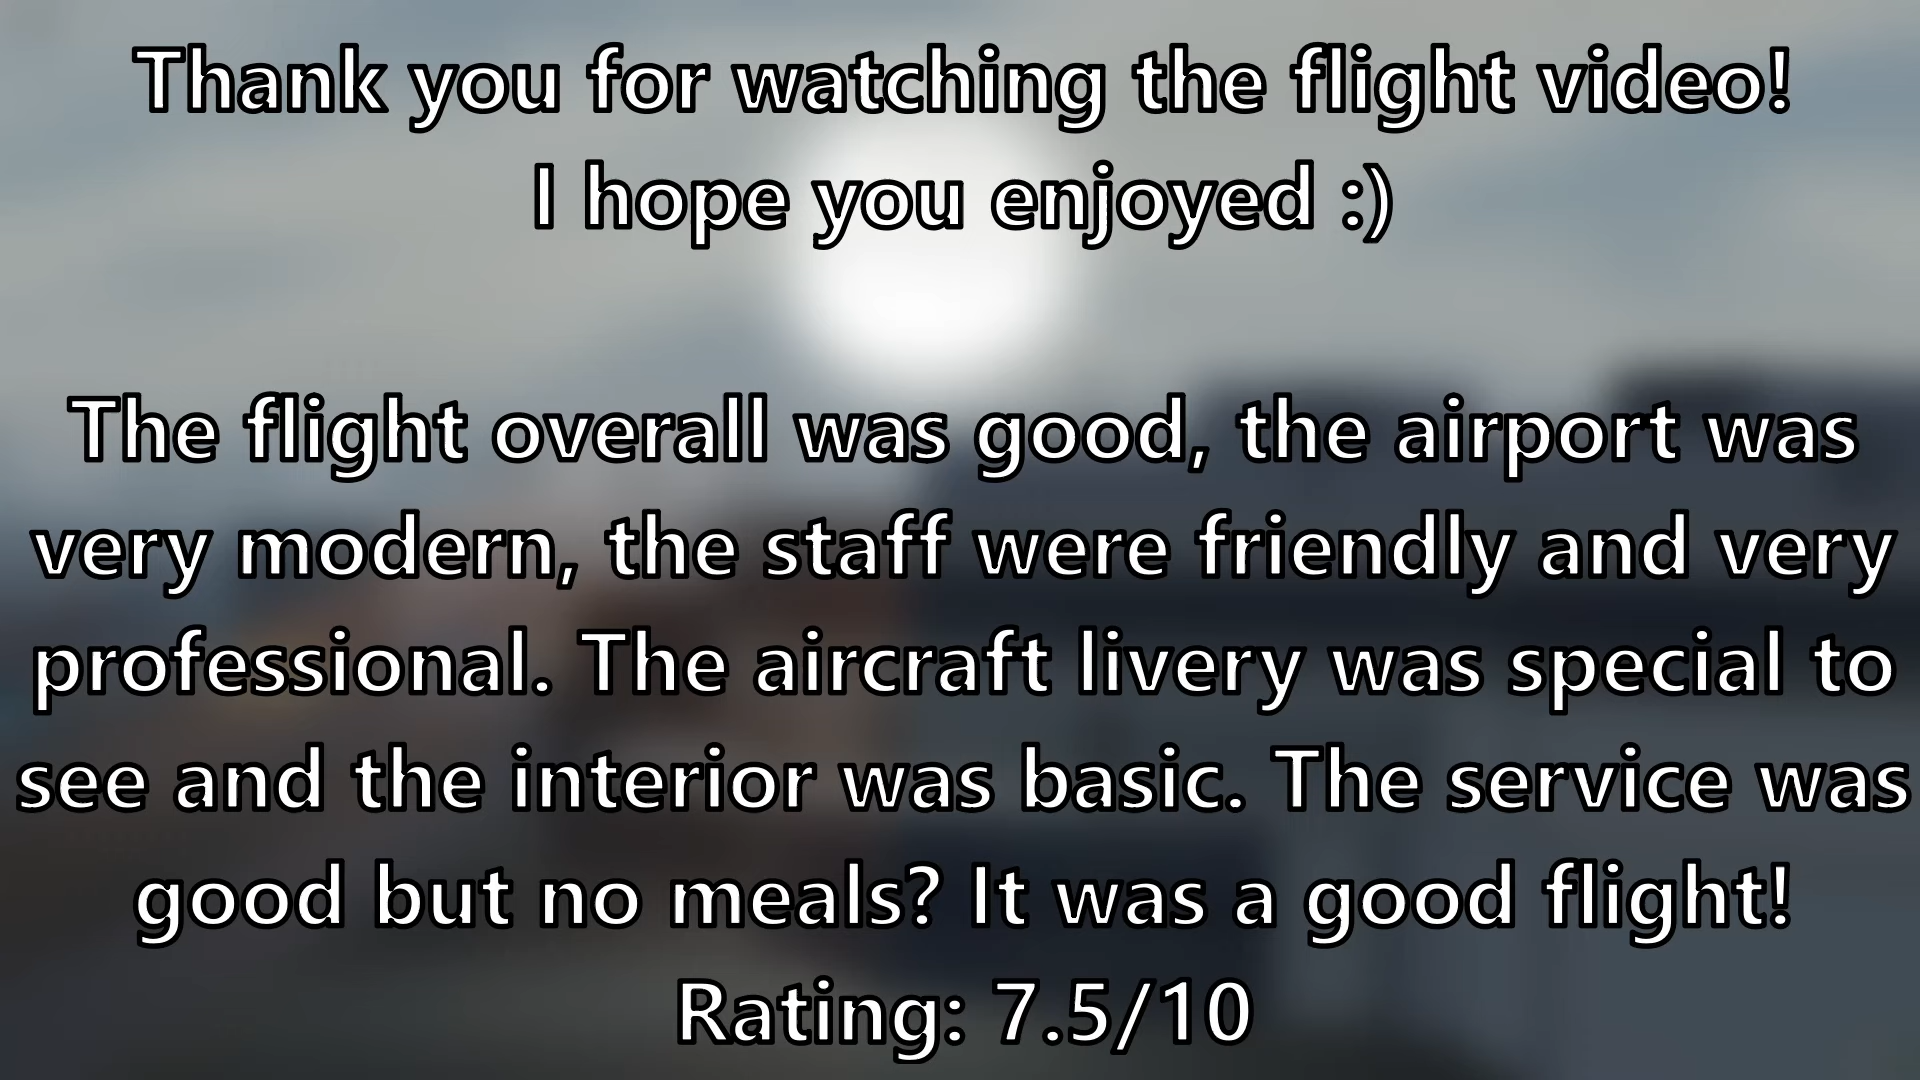 Thank you for watching the flight video!
I hope you enjoyed :)
The flight overall was good, the airport was
very modern, the staff were friendly and very
professional. The aircraft livery was special to
see and the interior was basic. The service was
good but no meals? It was a good flight!
Rating: 7.5/10